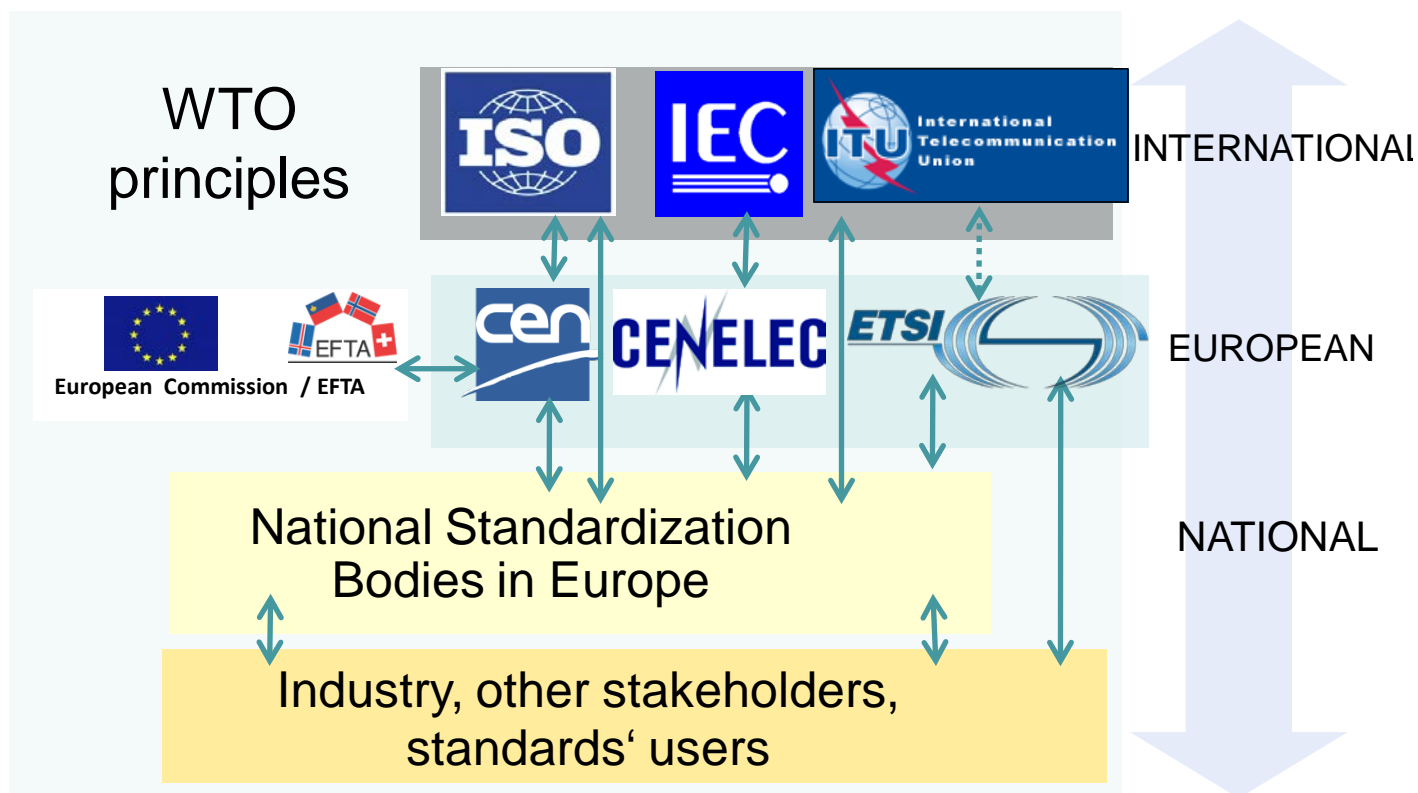 WTO
principles
ISO
IEC
ITU
International
Telecommunication
Union
INTERNATIONAL
EFTA
European Commission / EFTA
cen
CENELEC
ETSI
EUROPEAN
National Standardization
Bodies in Europe
NATIONAL
Industry, other stakeholders,
standards‘ users